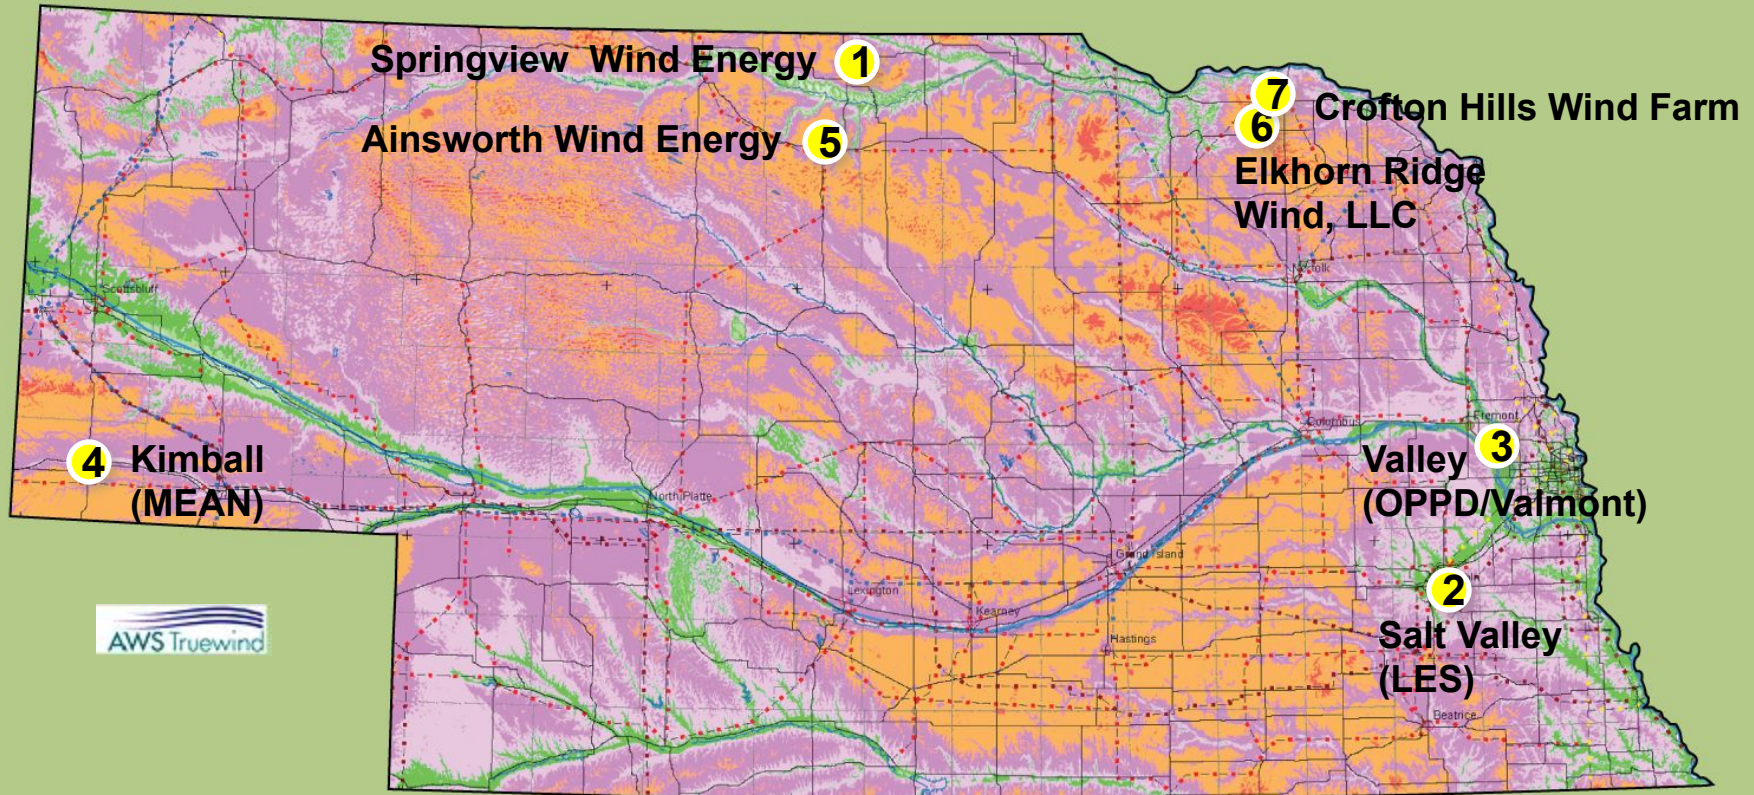 Springview Wind Energy 1
7 Crofton Hills Wind Farm
Ainsworth Wind Energy 5
6
Elkhorn Ridge
Wind, LLC
Norfolk
Scottsbluff
Fremont
Columbus
4 Kimball
(MEAN)
3
Valley
(OPPD/Valmont)
North Platte
Grand Island
Lexington
Kearney
2
Hastings
Salt Valley
(LES)
AWS Truewind
Beatrice